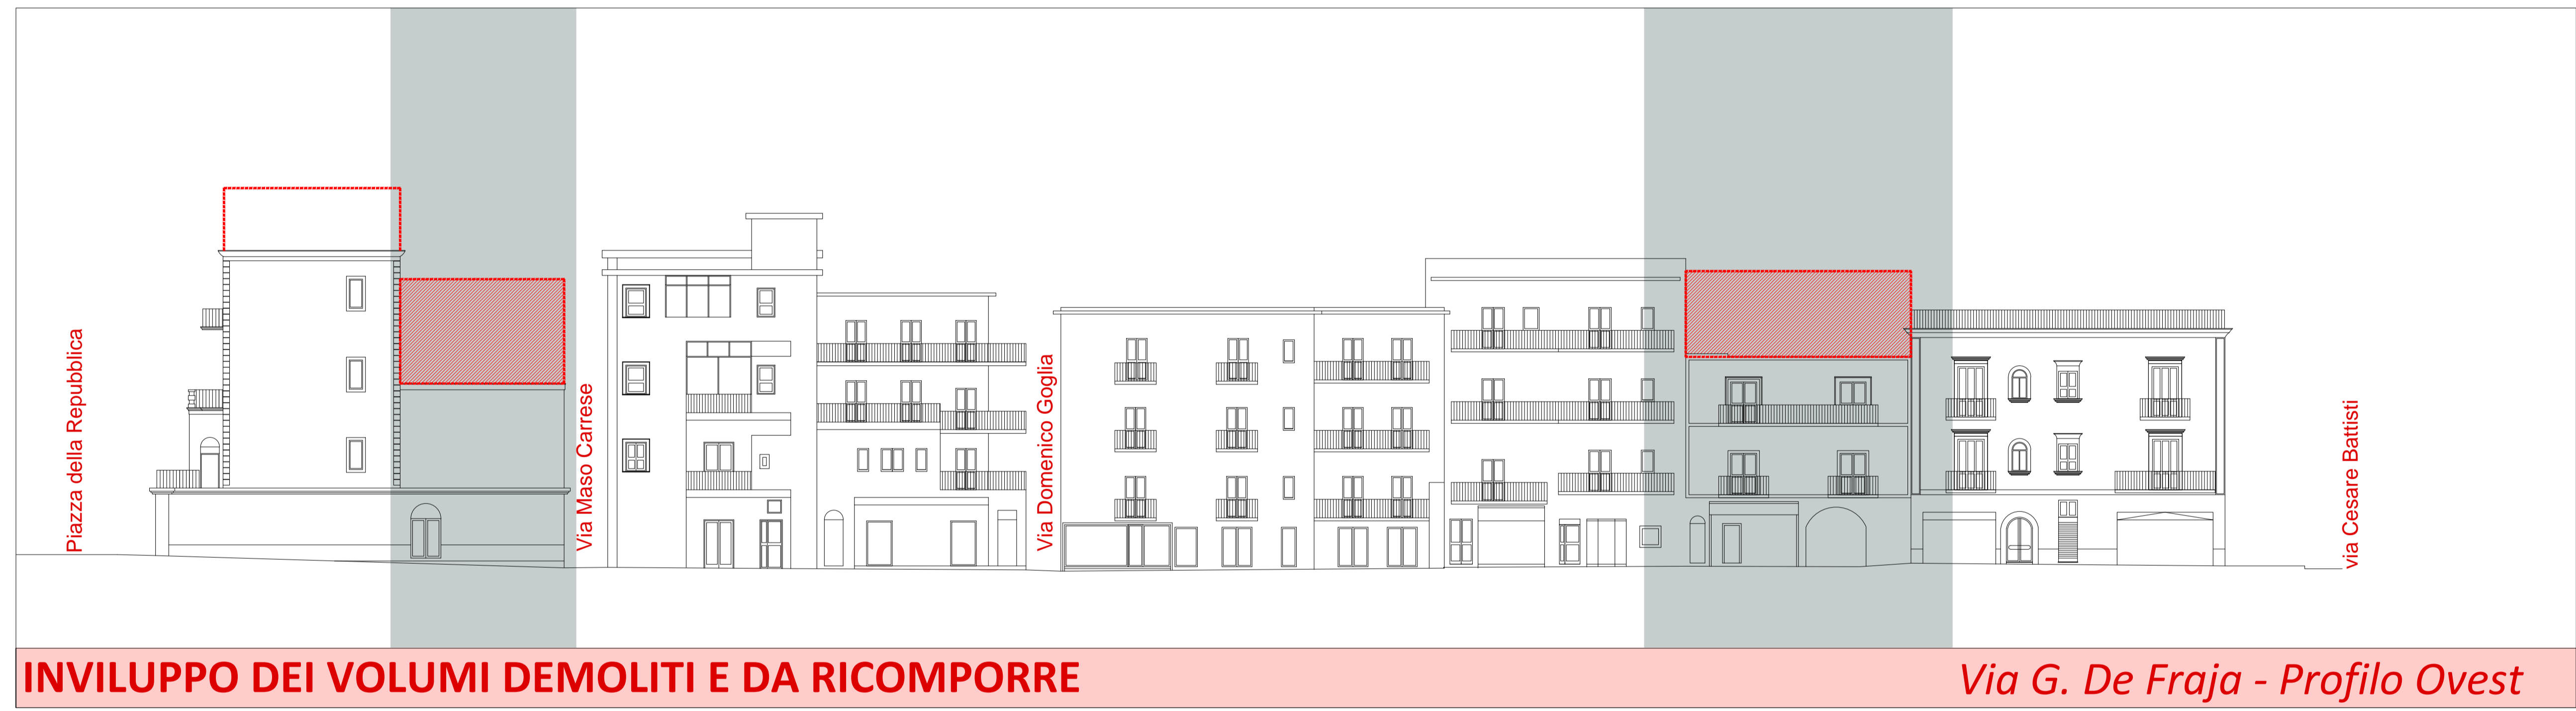 Piazza della Repubblica
Via Maso Carrese
Via Domenico Goglia
via Cesare Battisti
INVILUPPO DEI VOLUMI DEMOLITI E DA RICOMPORRE
Via G. De Fraja - Profilo Ovest